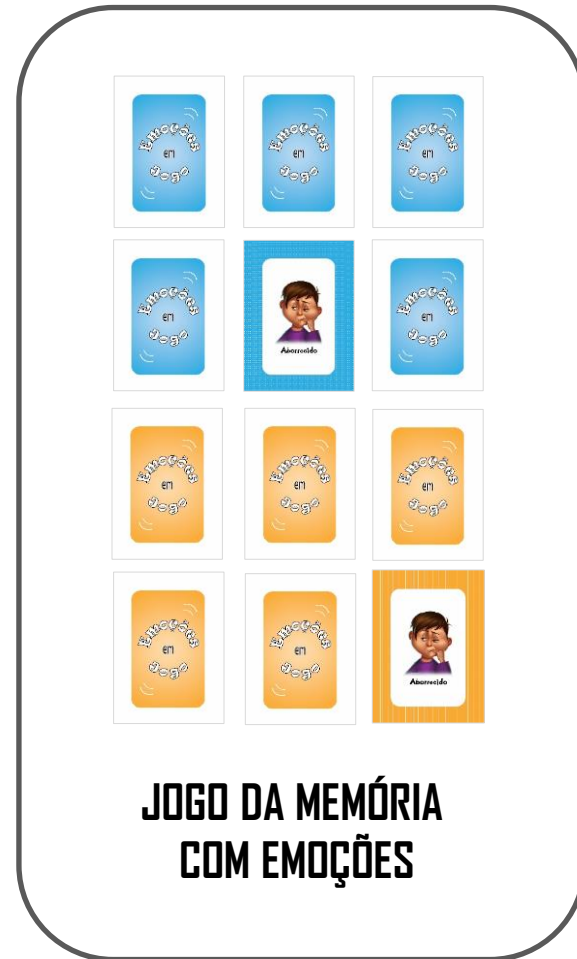 Emoções Emoções Emoções
em em em
Jogo Jogo Jogo
Emoções Emoções
em em
Jogo Aborrecido Jogo
Emoções Emoções Emoções
em em em
Jogo Jogo Jogo
Emoções Emoções
em em
Jogo Jogo Aborrecido
JOGO DA MEMÓRIA
COM EMOÇÕES